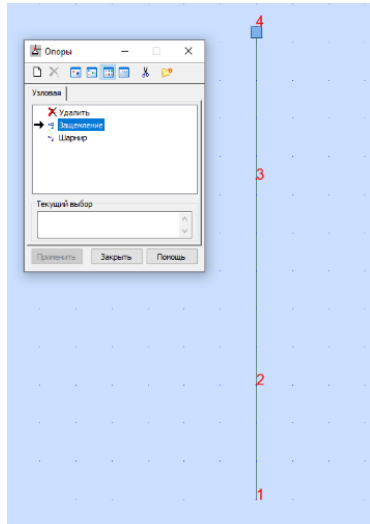 4
Опоры
Узловая
Удалить
Защемление
Шарнир
3
Текущий выбор
Применить Закрыть Помощь
2
1